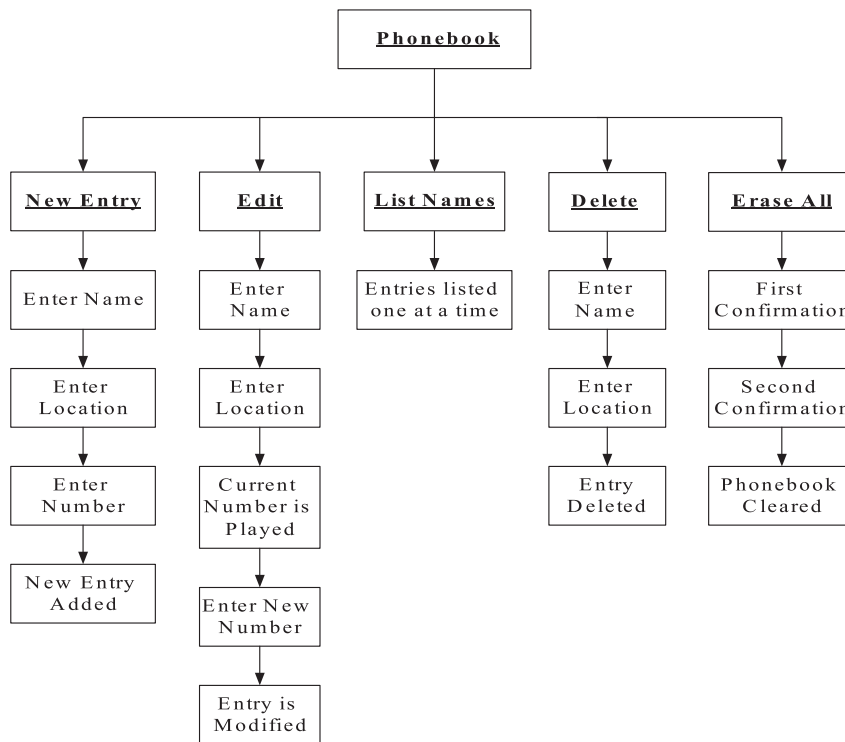 Phonebook
New Entry
Enter Name
Enter
Location
Enter
Number
New Entry
Added
Edit
Enter
Name
Enter
Location
Current
Number is
Played
Enter New
Number
Entry is
Modified
List Names
Entries listed
one at a time
Delete
Enter
Name
Enter
Location
Entry
Deleted
Erase All
First
Confirmation
Second
Confirmation
Phonebook
Cleared